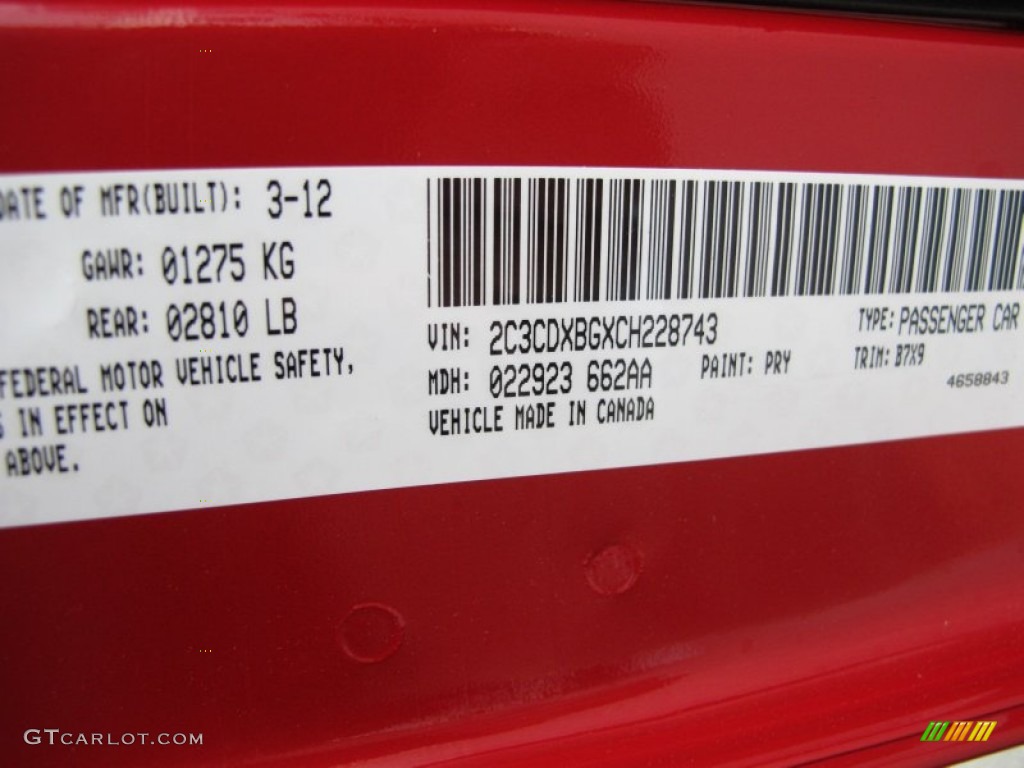 DATE OF MFR(BUILT): 3-12
GAWR: 01275 KG
REAR: 02810 LB
FEDERAL MOTOR VEHICLE SAFETY,
S IN EFFECT ON
ABOVE.
VIN: 2C3CDXBGXCH228743
TYPE: PASSENGER CAR
MDH: 022923 662AA
PAINT: PRY
TRIM: B7X9
VEHICLE MADE IN CANADA
4658843
GTCARLOT.COM